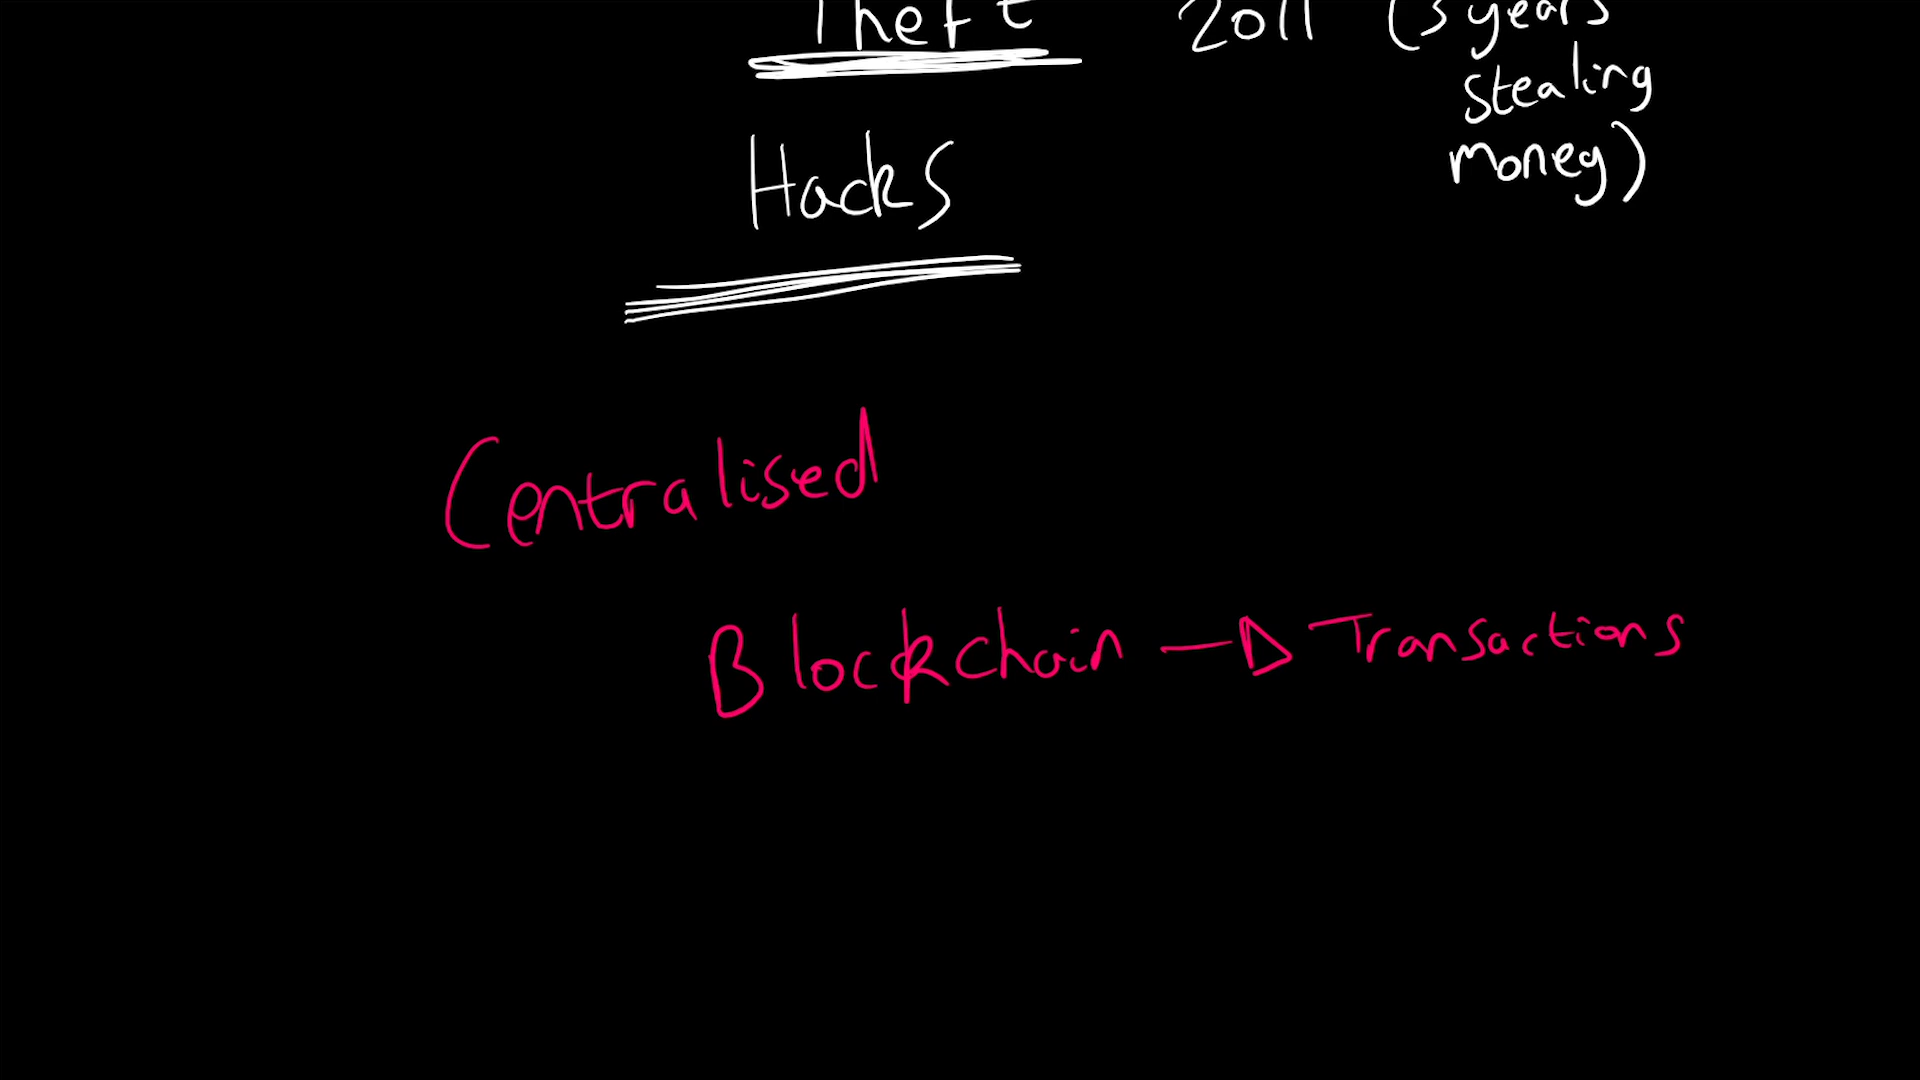 Theft 2011 (3 years
stealing
money)
Hacks
Centralised
Blockchain → Transactions